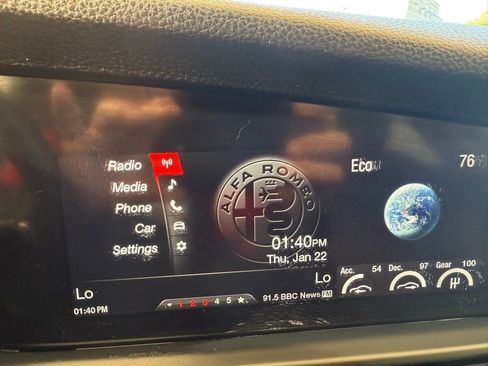 Radio
Media
Phone
Car
Settings
ALFA ROMEO
01:40PM
Thu, Jan 22
Eco
76
Lo
Lo
01:40 PM
1 2 3 4 5
91.5 BBC News FM
Acc. 54
Dec. 97
Gear 100